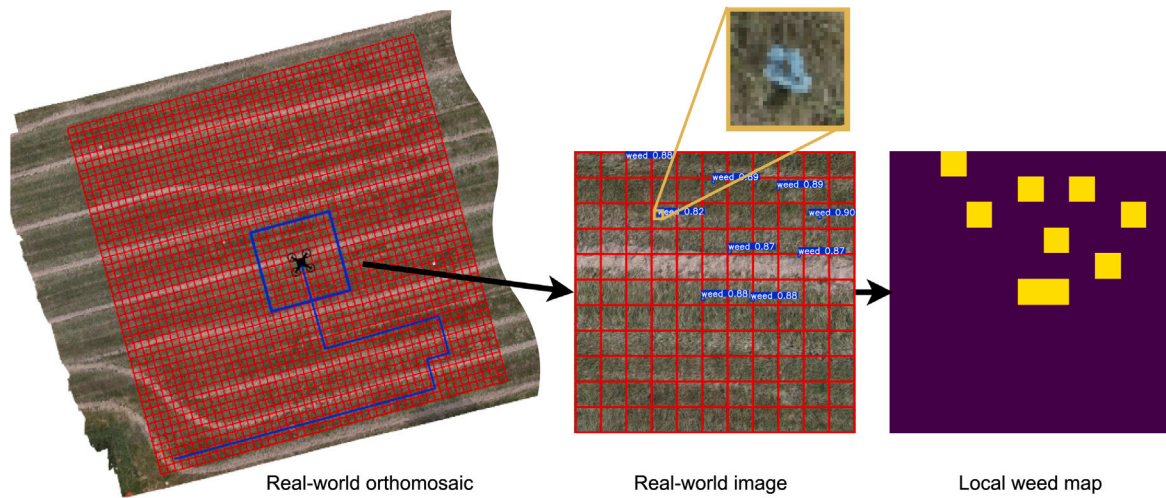 weed 0.88
weed 0.89
weed 0.89
weed 0.82
weed 0.90
weed 0.87
weed 0.87
weed 0.88
weed 0.88
Real-world orthomosaic
Real-world image
Local weed map